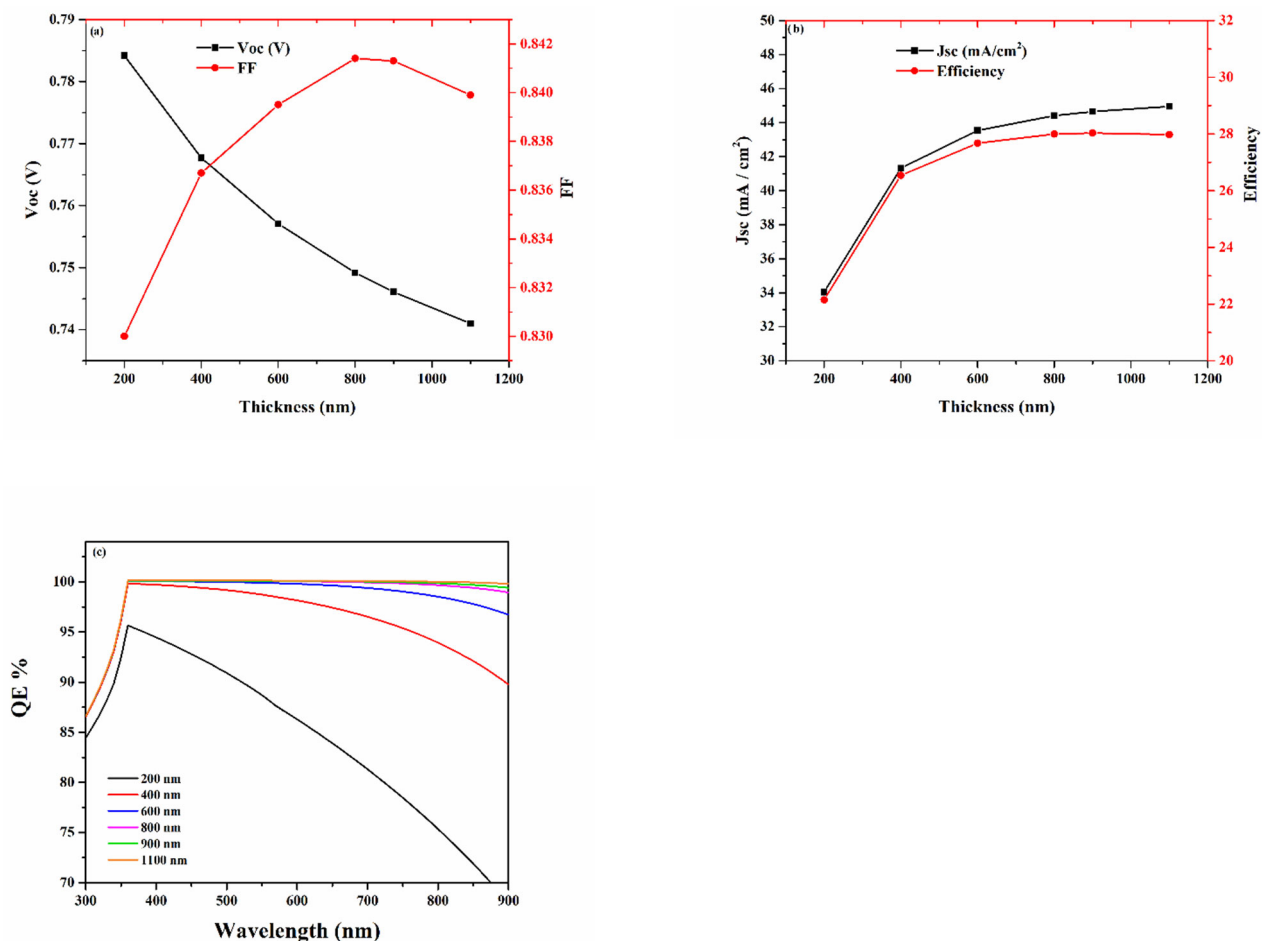 (a)
Voc (V)
FF
0.79
0.78
0.77
0.76
0.75
0.74
Voc (V)
0.842
0.840
0.838
0.836
0.834
0.832
0.830
FF
200 400 600 800 1000 1200
Thickness (nm)
(b)
Jsc (mA/cm²)
Efficiency
50
48
46
44
42
40
38
36
34
32
30
Jsc (mA / cm²)
32
30
28
26
24
22
20
Efficiency
200 400 600 800 1000 1200
Thickness (nm)
(c)
100
95
90
85
80
75
70
QE %
200 nm
400 nm
600 nm
800 nm
900 nm
1100 nm
300 400 500 600 700 800 900
Wavelength (nm)